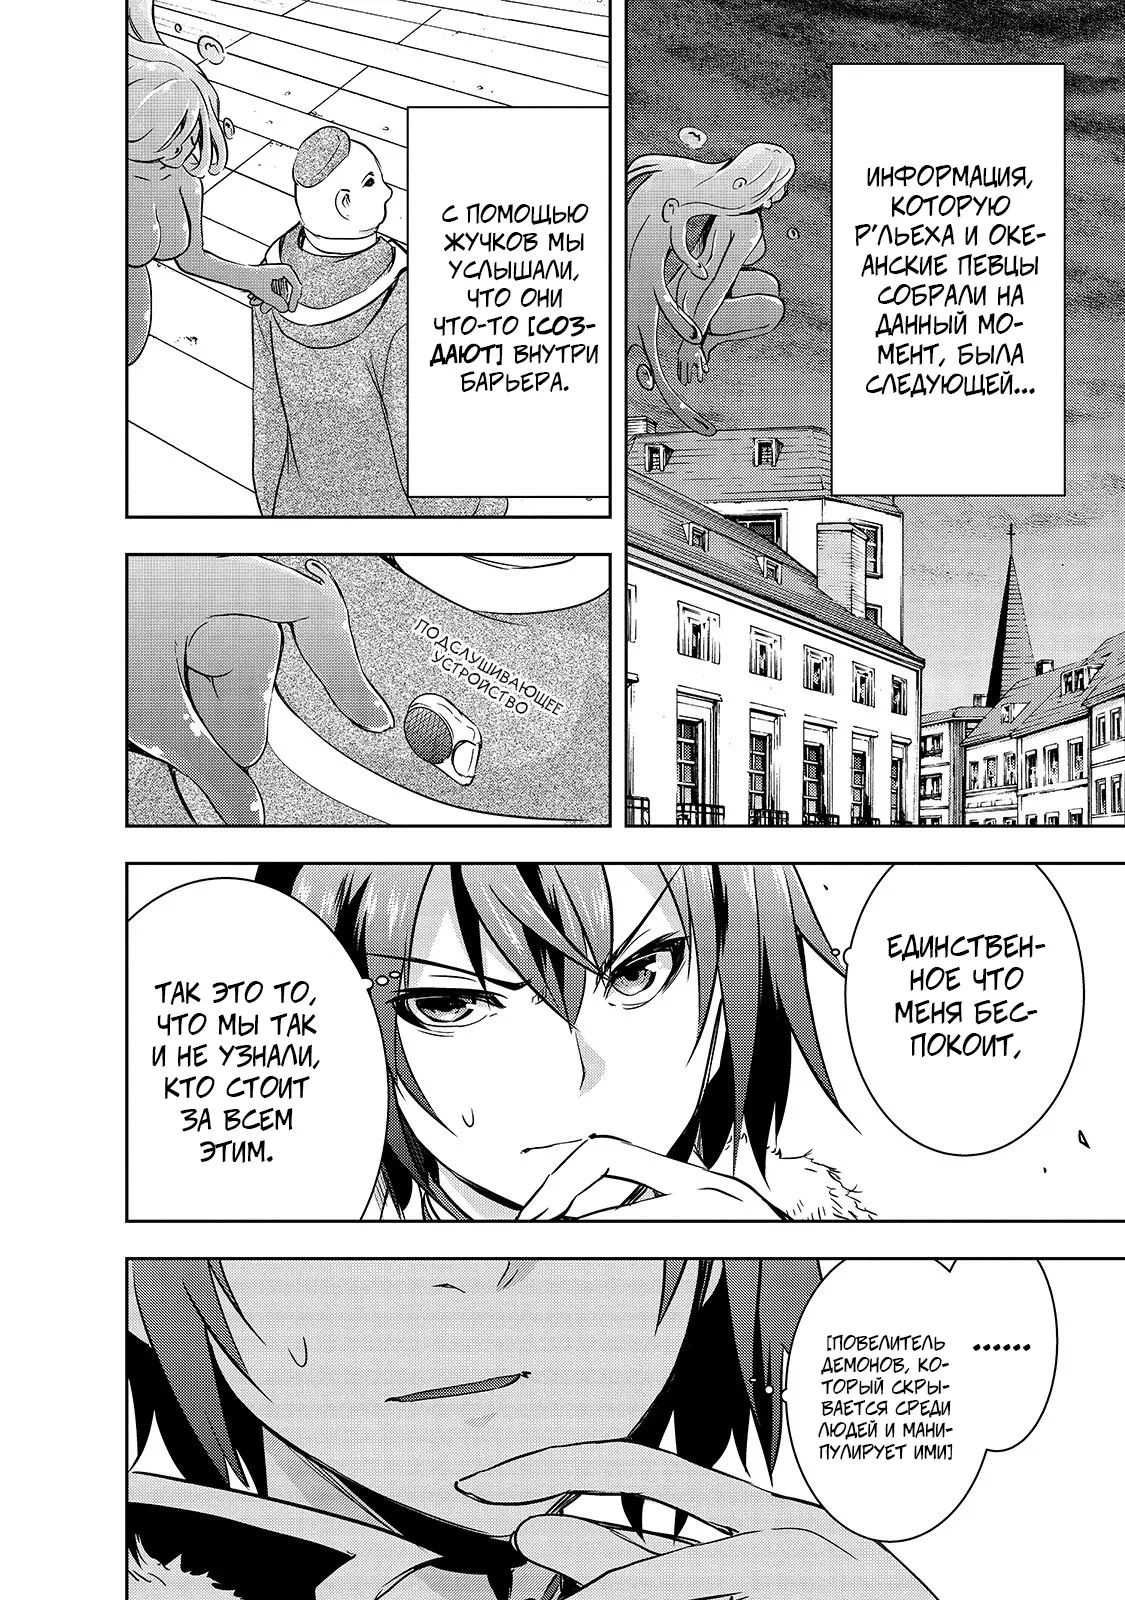 ИНФОРМАЦИЯ,
КОТОРУЮ
Р'ЛЬЕХА И ОКЕ-
АНСКИЕ ПЕВЦЫ
СОБРАЛИ НА
ДАННЫЙ МО-
МЕНТ, БЫЛА
СЛЕДУЮЩЕЙ...
С ПОМОЩЬЮ
ЖУЧКОВ МЫ
УСЛЫШАЛИ,
ЧТО ОНИ
ЧТО-ТО [СОЗ-
ДАЮТ] ВНУТРИ
БАРЬЕРА.
ПОДСЛУШИВАЮЩЕЕ
УСТРОЙСТВО
ЕДИНСТВЕН-
НОЕ ЧТО
МЕНЯ БЕС-
ПОКОИТ,
ТАК ЭТО ТО,
ЧТО МЫ ТАК
И НЕ УЗНАЛИ,
КТО СТОИТ
ЗА ВСЕМ
ЭТИМ.
.......
[ПОВЕЛИТЕЛЬ
ДЕМОНОВ, КО-
ТОРЫЙ СКРЫ-
ВАЕТСЯ СРЕДИ
ЛЮДЕЙ И МАНИ-
ПУЛИРУЕТ ИМИ]